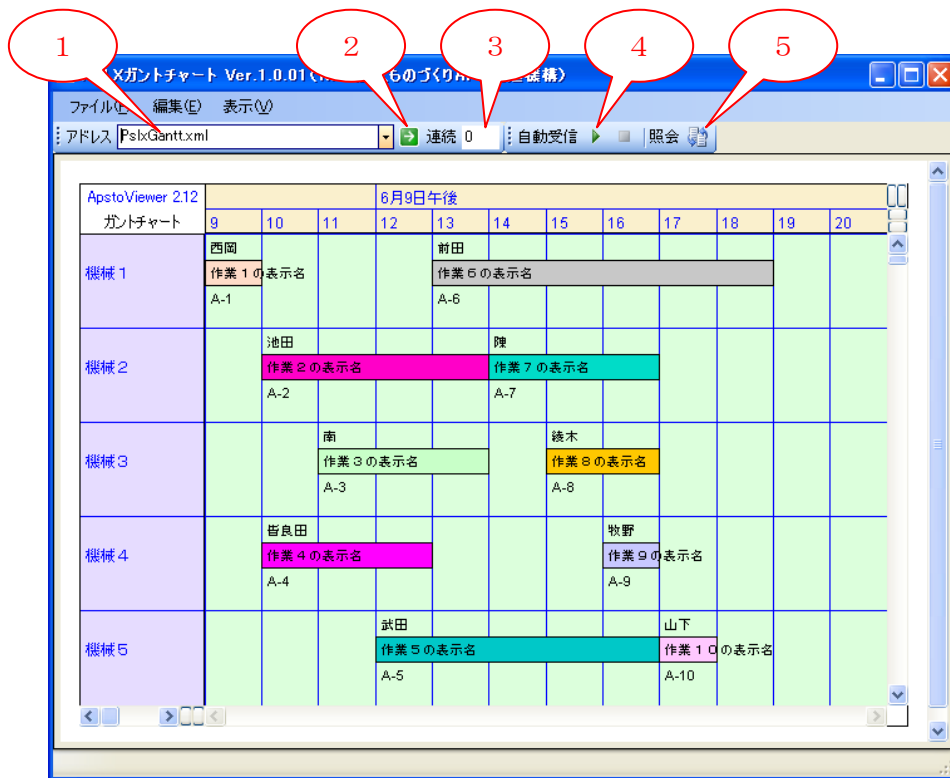 1 2 3 4 5
Xガントチャート Ver.1.0.01
ものづくりA
機構)
ファイル(F) 編集(E) 表示(V)
アドレス PslxGantt.xml 連続 0 自動受信 照会
ApstoViewer 2.12 6月9日午後
ガントチャート 9 10 11 12 13 14 15 16 17 18 19 20
西岡 前田
機械1 作業1の表示名 作業6の表示名
A-1 A-6
池田 陳
機械2 作業2の表示名 作業7の表示名
A-2 A-7
南 綾木
機械3 作業3の表示名 作業8の表示名
A-3 A-8
皆良田 牧野
機械4 作業4の表示名 作業9の表示名
A-4 A-9
武田 山下
機械5 作業5の表示名 作業10の表示名
A-5 A-10